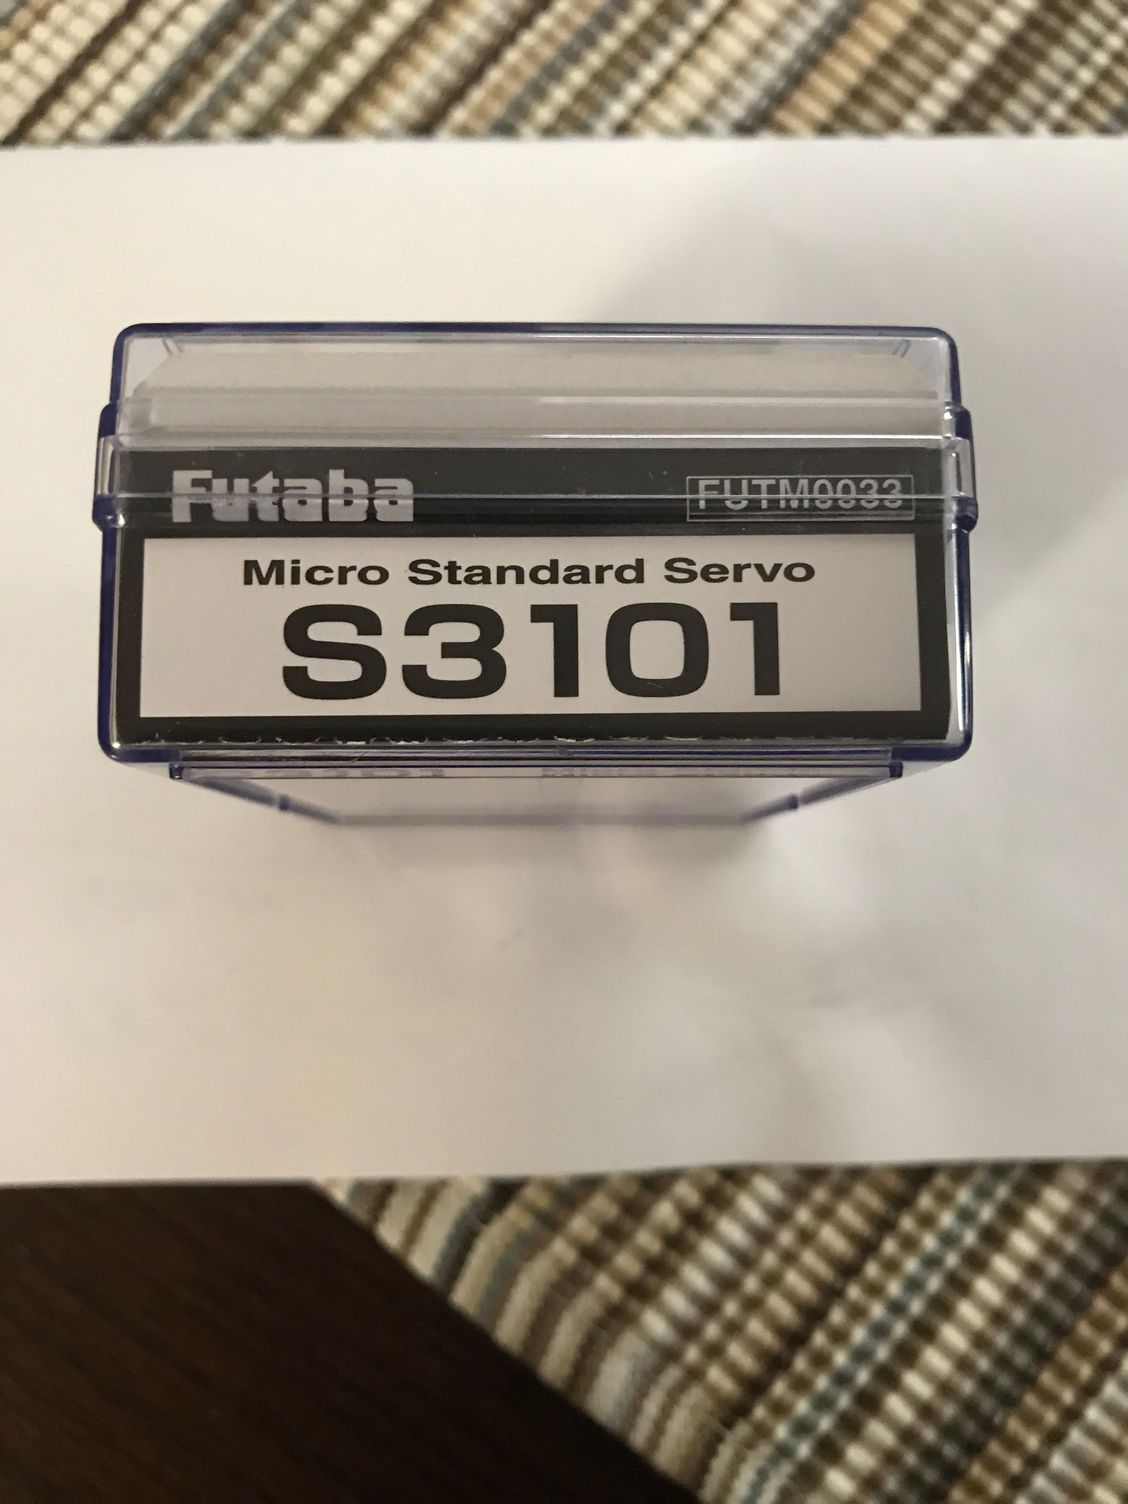 Futaba
FUTM0033
Micro Standard Servo
S3101